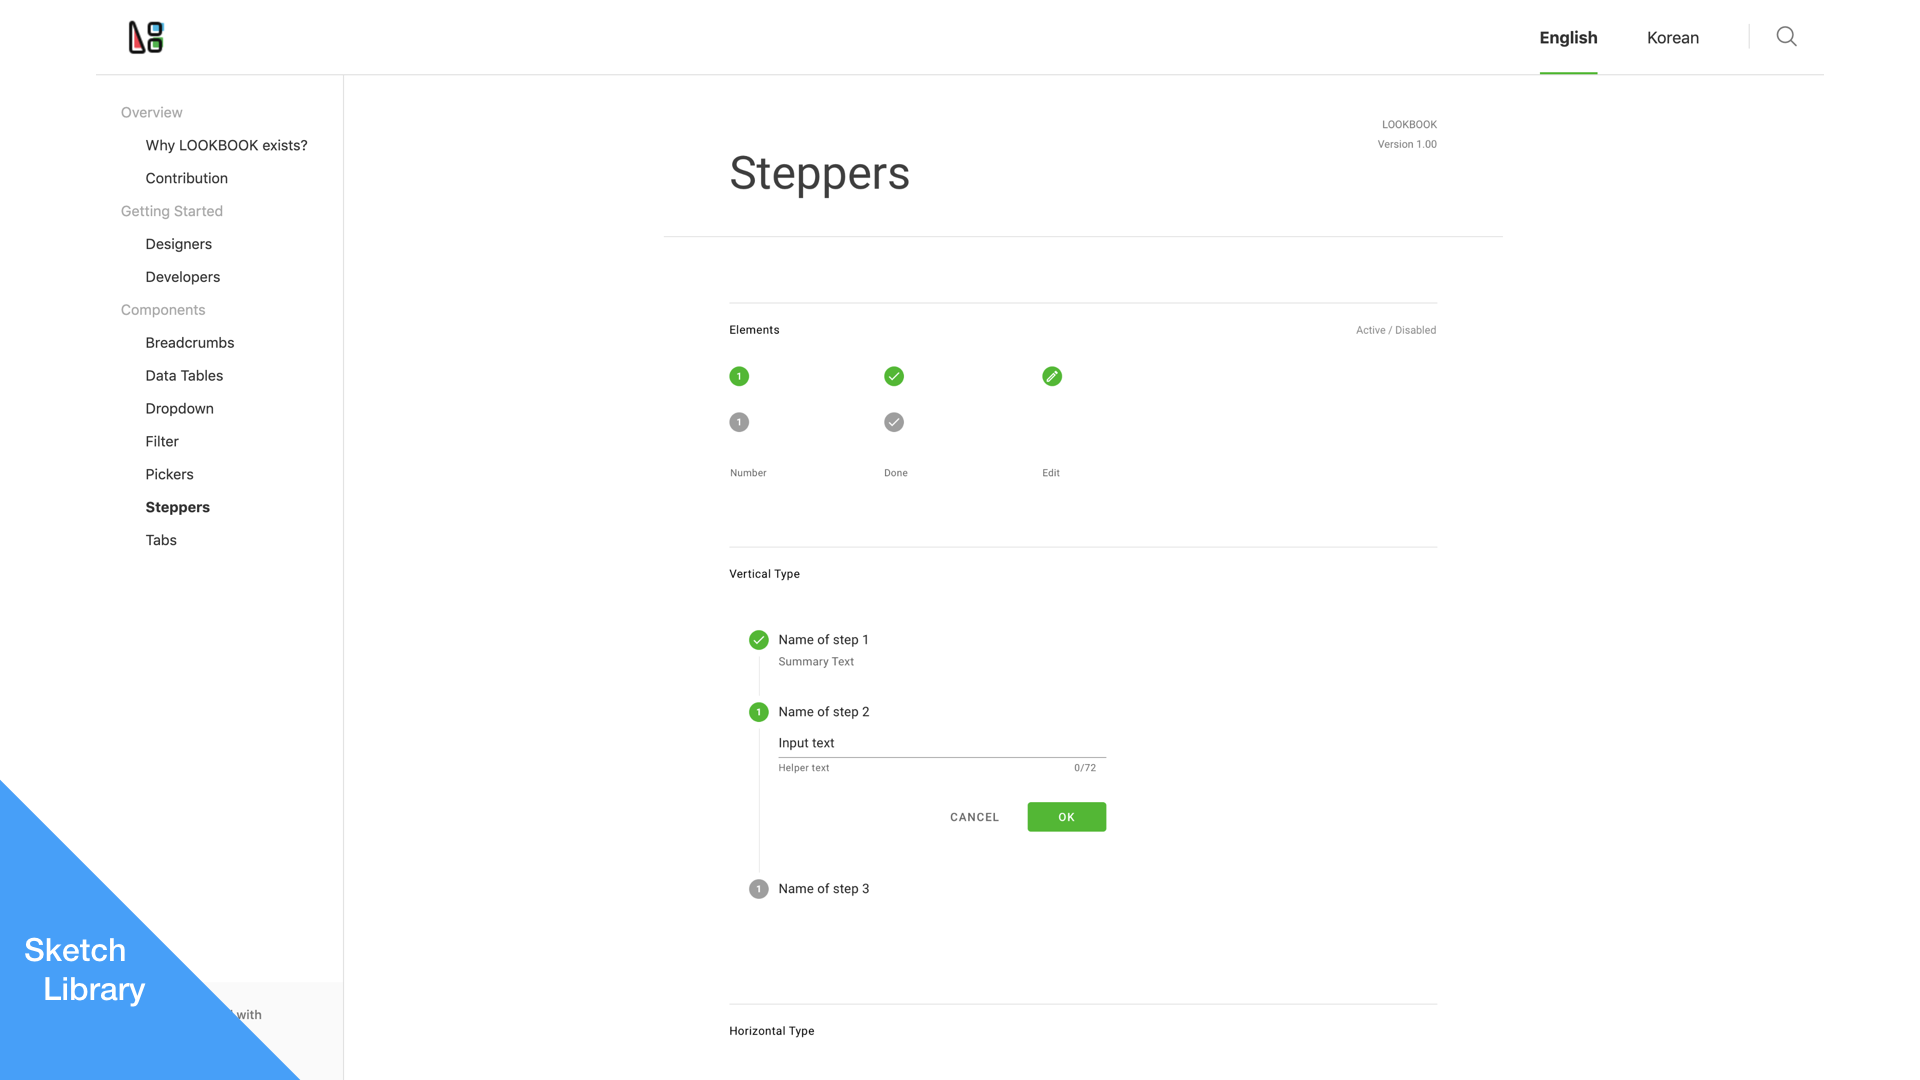 English
Korean
Overview
Why LOOKBOOK exists?
Contribution
Getting Started
Designers
Developers
Components
Breadcrumbs
Data Tables
Dropdown
Filter
Pickers
Steppers
Tabs
with
Sketch
Library
LOOKBOOK
Version 1.00
Steppers
Elements
Active / Disabled
1
1
Number
Done
Edit
Vertical Type
Name of step 1
Summary Text
1 Name of step 2
Input text
Helper text 0/72
CANCEL OK
1 Name of step 3
Horizontal Type